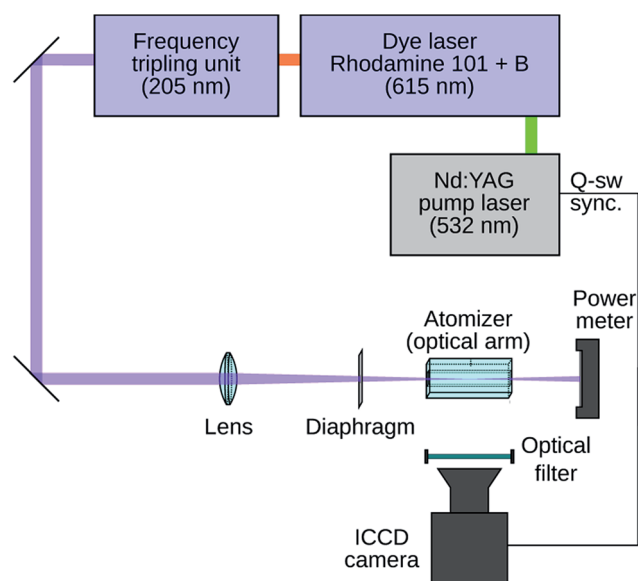 Frequency
tripling unit
(205 nm)
Dye laser
Rhodamine 101 + B
(615 nm)
Nd:YAG
pump laser
(532 nm)
Q-sw
sync.
Power
meter
Atomizer
(optical arm)
Lens
Diaphragm
Optical
filter
ICCD
camera